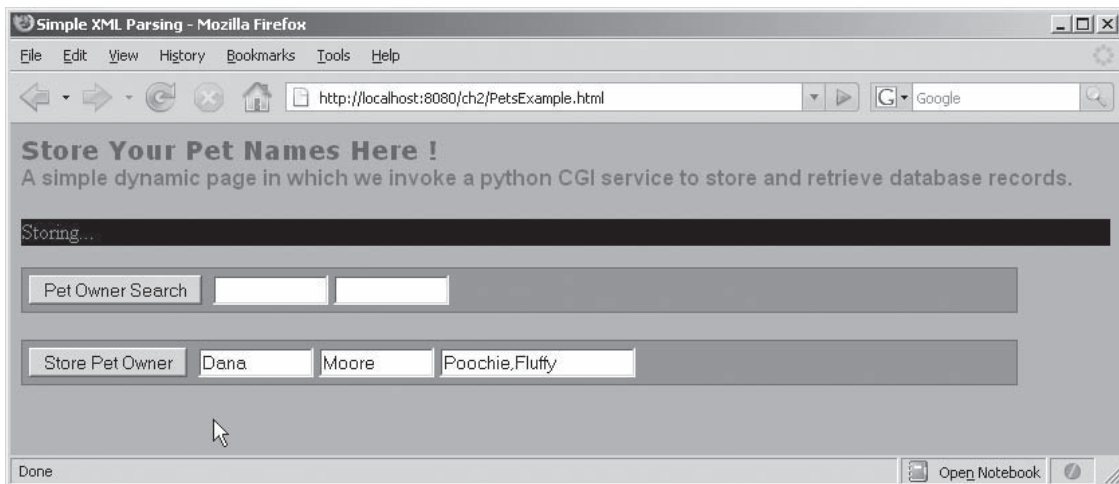 Simple XML Parsing - Mozilla Firefox
File Edit View History Bookmarks Tools Help
http://localhost:8080/ch2/PetsExample.html G Google
Store Your Pet Names Here !
A simple dynamic page in which we invoke a python CGI service to store and retrieve database records.
Storing...
Pet Owner Search
Store Pet Owner Dana Moore Poochie,Fluffy
Done Open Notebook